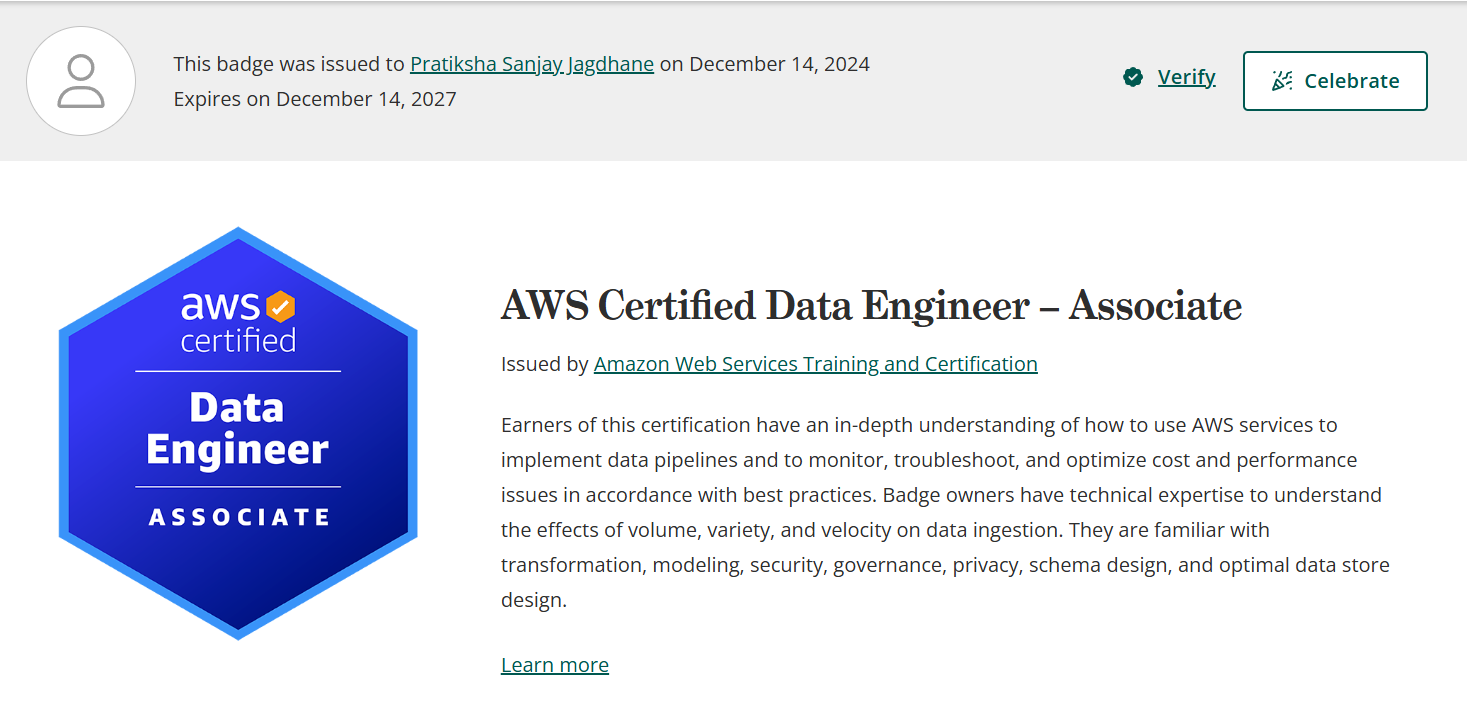 This badge was issued to Pratiksha Sanjay Jagdhane on December 14, 2024
Expires on December 14, 2027
Verify
Celebrate
aws
certified
Data
Engineer
ASSOCIATE
AWS Certified Data Engineer – Associate
Issued by Amazon Web Services Training and Certification
Earners of this certification have an in-depth understanding of how to use AWS services to
implement data pipelines and to monitor, troubleshoot, and optimize cost and performance
issues in accordance with best practices. Badge owners have technical expertise to understand
the effects of volume, variety, and velocity on data ingestion. They are familiar with
transformation, modeling, security, governance, privacy, schema design, and optimal data store
design.
Learn more